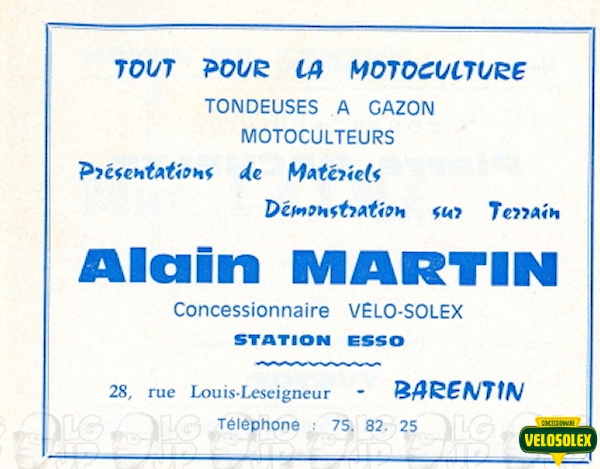 TOUT POUR LA MOTOCULTURE
TONDEUSES A GAZON
MOTOCULTEURS
Présentations de Matériels
Démonstration sur Terrain
Alain MARTIN
Concessionnaire VÉLO-SOLEX
STATION ESSO
28, rue Louis-Leseigneur - BARENTIN
Téléphone : 75. 82. 25
CONCESSIONNAIRE
VELOSOLEX